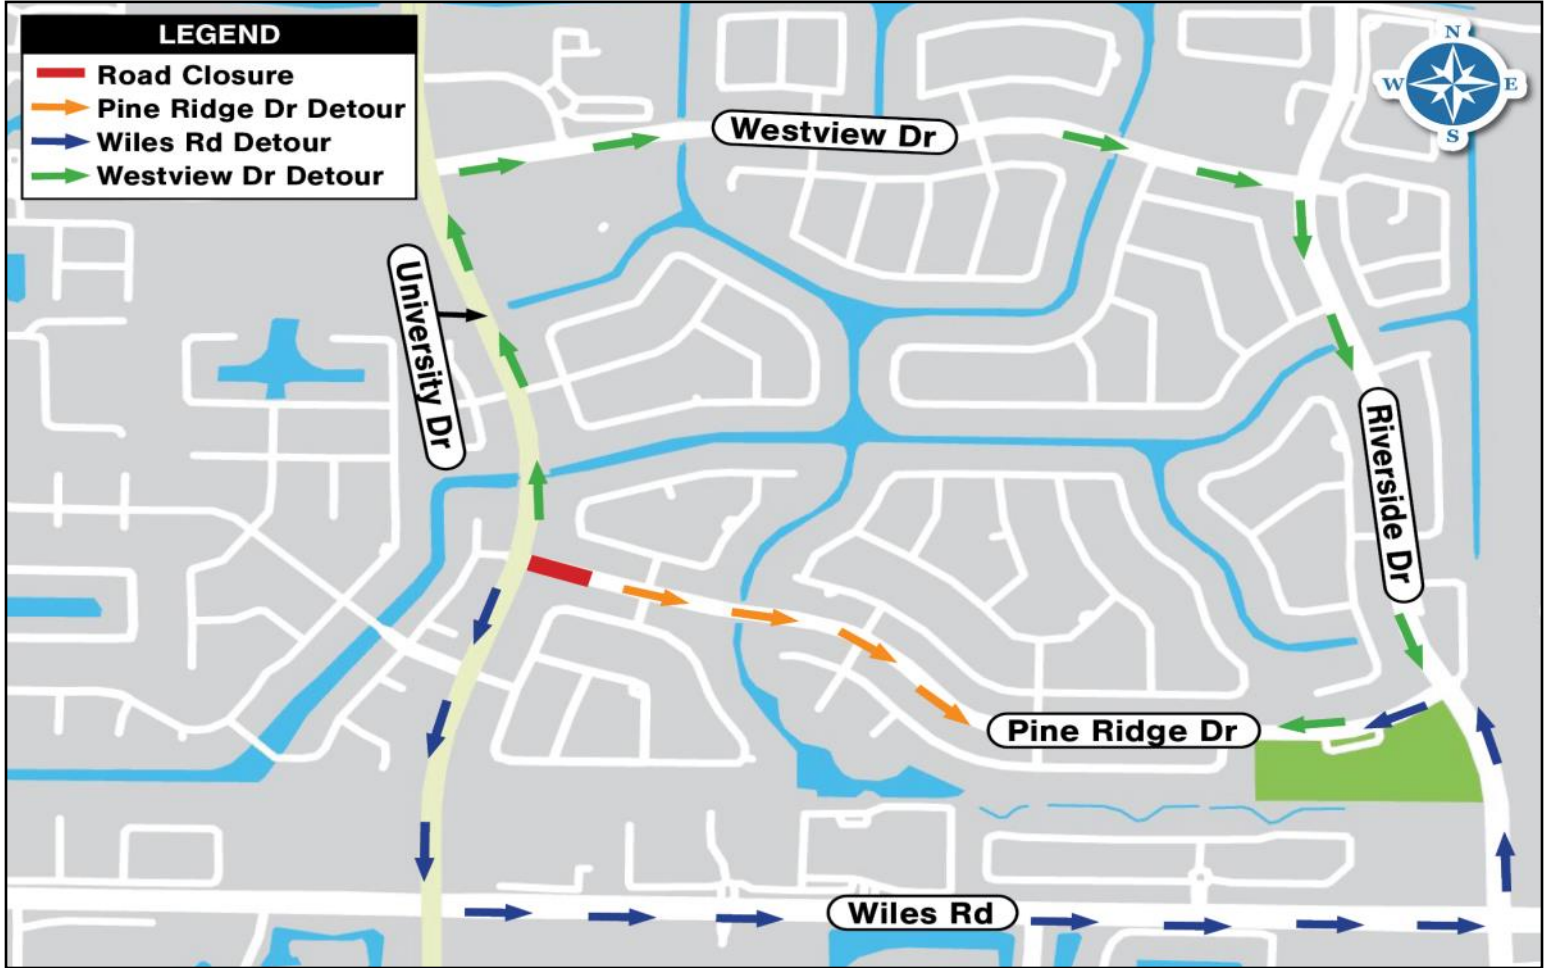 LEGEND
Road Closure
Pine Ridge Dr Detour
Wiles Rd Detour
Westview Dr Detour
N
W E
S
Westview Dr
University Dr
Riverside Dr
Pine Ridge Dr
Wiles Rd